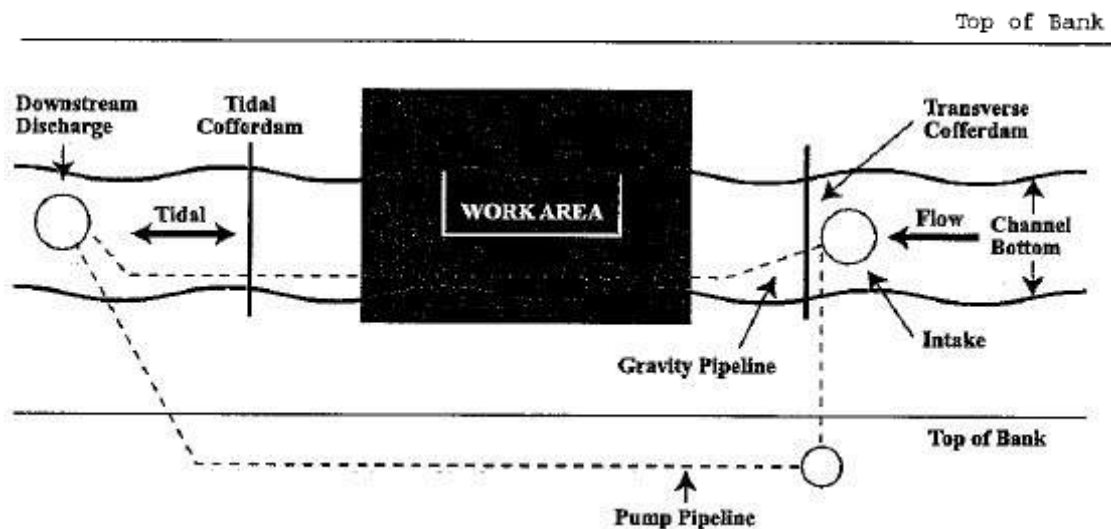 Top of Bank
Downstream
Discharge
Tidal
Cofferdam
Transverse
Cofferdam
Tidal
WORK AREA
Flow
Channel
Bottom
Gravity Pipeline
Intake
Top of Bank
Pump Pipeline